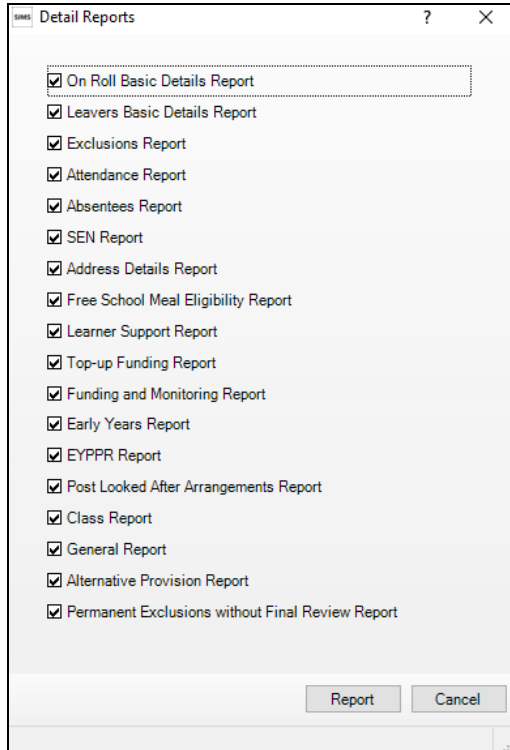 SIMS Detail Reports ? X
On Roll Basic Details Report
Leavers Basic Details Report
Exclusions Report
Attendance Report
Absentees Report
SEN Report
Address Details Report
Free School Meal Eligibility Report
Learner Support Report
Top-up Funding Report
Funding and Monitoring Report
Early Years Report
EYPPR Report
Post Looked After Arrangements Report
Class Report
General Report
Alternative Provision Report
Permanent Exclusions without Final Review Report
Report Cancel